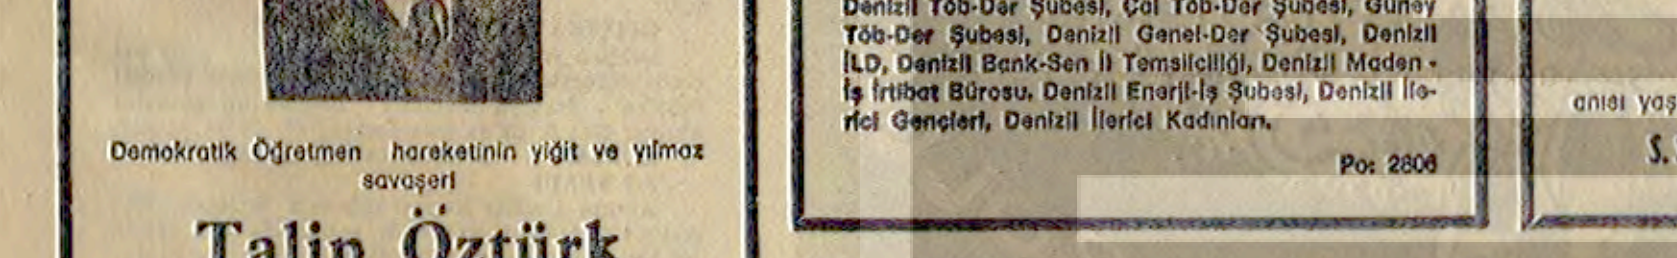 Demokratik Öğretmen hareketinin yiğit ve yılmaz
savaşeri
Talip Öztürk
Denizli Töb-Der Şubesi, Çal Töb-Der Şubesi, Güney
Töb-Der Şubesi, Denizli Genel-Der Şubesi, Denizli
İLD, Denizli Bank-Sen İl Temsilciliği, Denizli Maden -
İş İrtibat Bürosu, Denizli Enerji-İş Şubesi, Denizli İle-
rici Gençleri, Denizli İlerici Kadınları.
Po: 2806
anısı yaş
S.